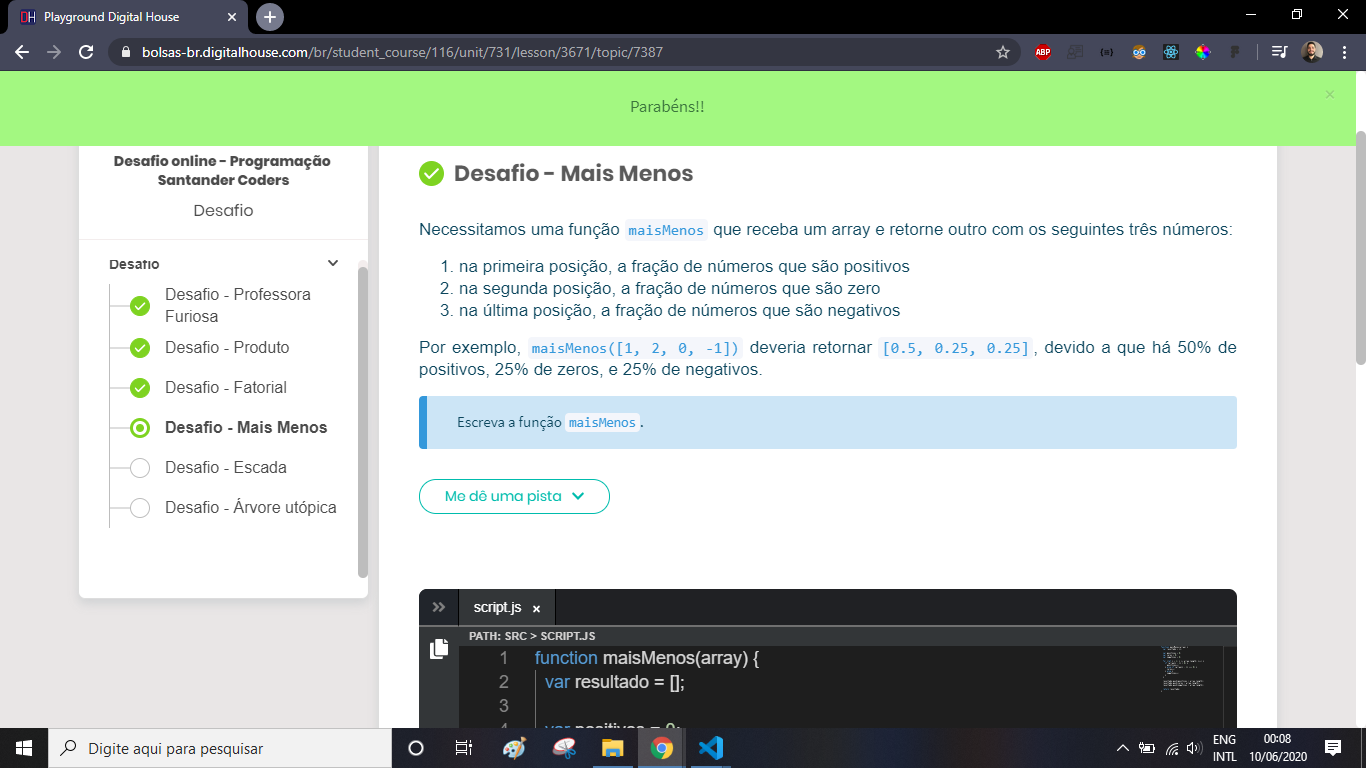 Playground Digital House
bolsas-br.digitalhouse.com/br/student_course/116/unit/731/lesson/3671/topic/7387
ABP
Parabéns!!
Desafio online - Programação
Santander Coders
Desafio
Desafio
Desafio - Professora
Furiosa
Desafio - Produto
Desafio - Fatorial
Desafio - Mais Menos
Desafio - Escada
Desafio - Árvore utópica
Desafio - Mais Menos
Necessitamos uma função maisMenos que receba um array e retorne outro com os seguintes três números:
1. na primeira posição, a fração de números que são positivos
2. na segunda posição, a fração de números que são zero
3. na última posição, a fração de números que são negativos
Por exemplo, maisMenos([1, 2, 0, -1]) deveria retornar [0.5, 0.25, 0.25], devido a que há 50% de
positivos, 25% de zeros, e 25% de negativos.
Escreva a função maisMenos.
Me dê uma pista
script.js
PATH: SRC > SCRIPT.JS
1 function maisMenos(array) {
2 var resultado = [];
3
4 var positivos = 0;
Digite aqui para pesquisar
ENG
INTL
00:08
10/06/2020